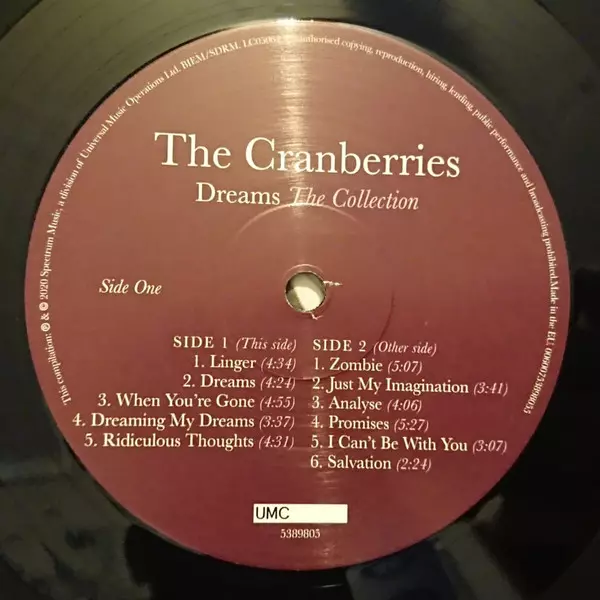 This compilation: ℗ & © 2020 Spectrum Music, a division of Universal Music Operations Ltd. BIEM/SDRM. LC03064. authorised copying, reproduction, hiring, lending, public performance and broadcasting prohibited. Made in the EU. 00600753898055
The Cranberries
Dreams The Collection
Side One
SIDE 1 (This side)
1. Linger (4:34)
2. Dreams (4:24)
3. When You're Gone (4:55)
4. Dreaming My Dreams (3:37)
5. Ridiculous Thoughts (4:31)
SIDE 2 (Other side)
1. Zombie (5:07)
2. Just My Imagination (3:41)
3. Analyse (4:06)
4. Promises (5:27)
5. I Can't Be With You (3:07)
6. Salvation (2:24)
UMC
5389805